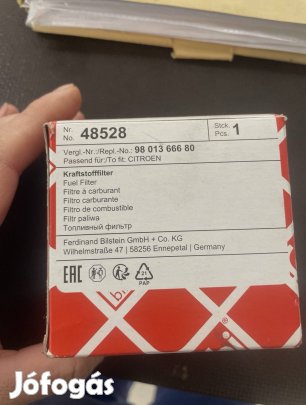 Nr.
No. 48528
Stck.
Pcs. 1
Vergl.-Nr./Repl.-No.: 98 013 666 80
Passend für:/To fit: CITROEN
Kraftstofffilter
Fuel Filter
Filtre à carburant
Filtro carburante
Filtro de combustible
Filtr paliwa
Топливный фильтр
Ferdinand Bilstein GmbH + Co. KG
Wilhelmstraße 47 | 58256 Ennepetal | Germany
EAC
21
PAP
Jófogás